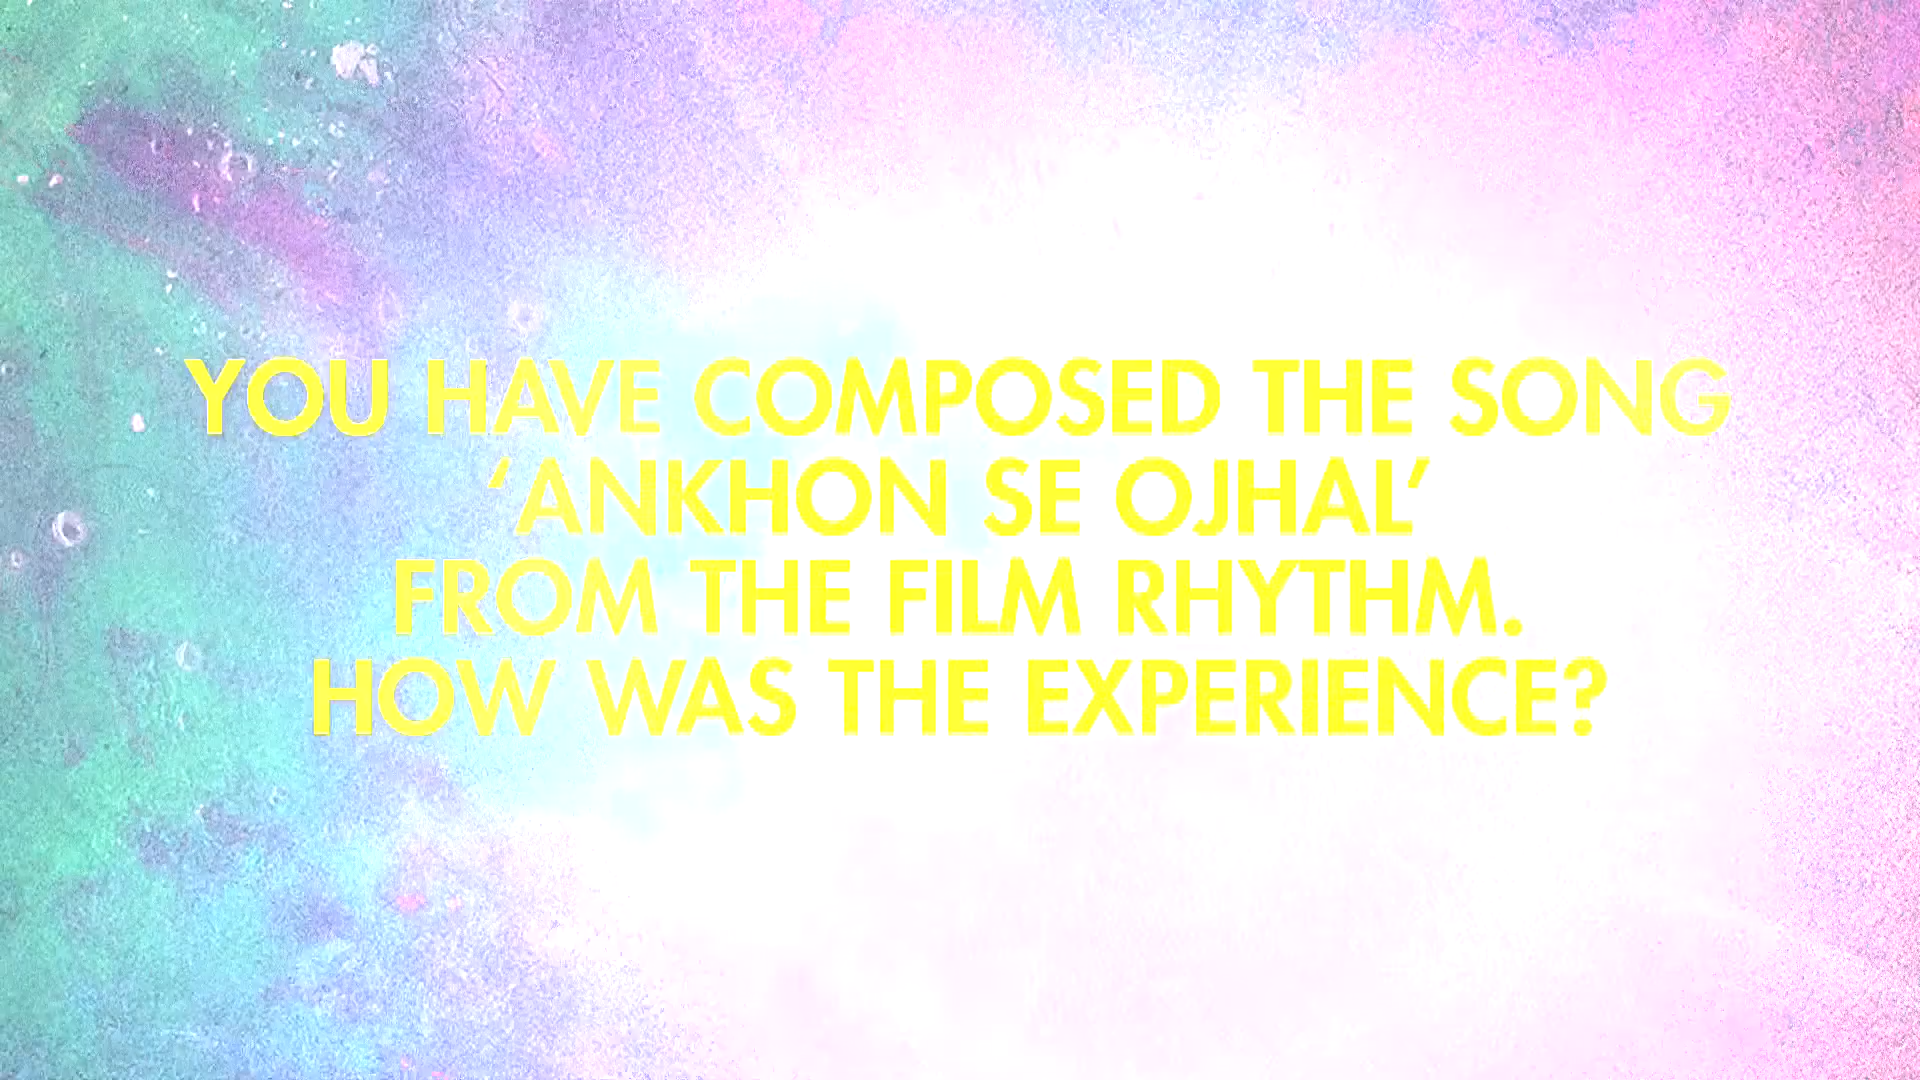 YOU HAVE COMPOSED THE SONG
‘ANKHON SE OJHAL’
FROM THE FILM RHYTHM.
HOW WAS THE EXPERIENCE?